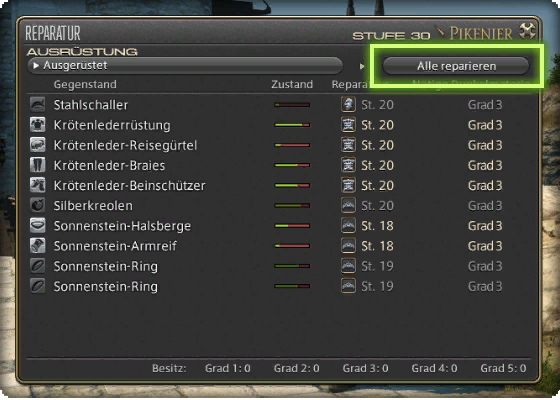 REPARATUR
STUFE 30 PIKENIER
AUSRÜSTUNG
Ausgerüstet
Alle reparieren
Gegenstand Zustand
Stahlschaller St. 20 Grad 3
Krötenlederrüstung St. 20 Grad 3
Krötenleder-Reisegürtel St. 20 Grad 3
Krötenleder-Braies St. 20 Grad 3
Krötenleder-Beinschützer St. 20 Grad 3
Silberkreolen St. 20 Grad 3
Sonnenstein-Halsberge St. 18 Grad 3
Sonnenstein-Armreif St. 18 Grad 3
Sonnenstein-Ring St. 19 Grad 3
Sonnenstein-Ring St. 19 Grad 3
Besitz: Grad 1: 0 Grad 2: 0 Grad 3: 0 Grad 4: 0 Grad 5: 0